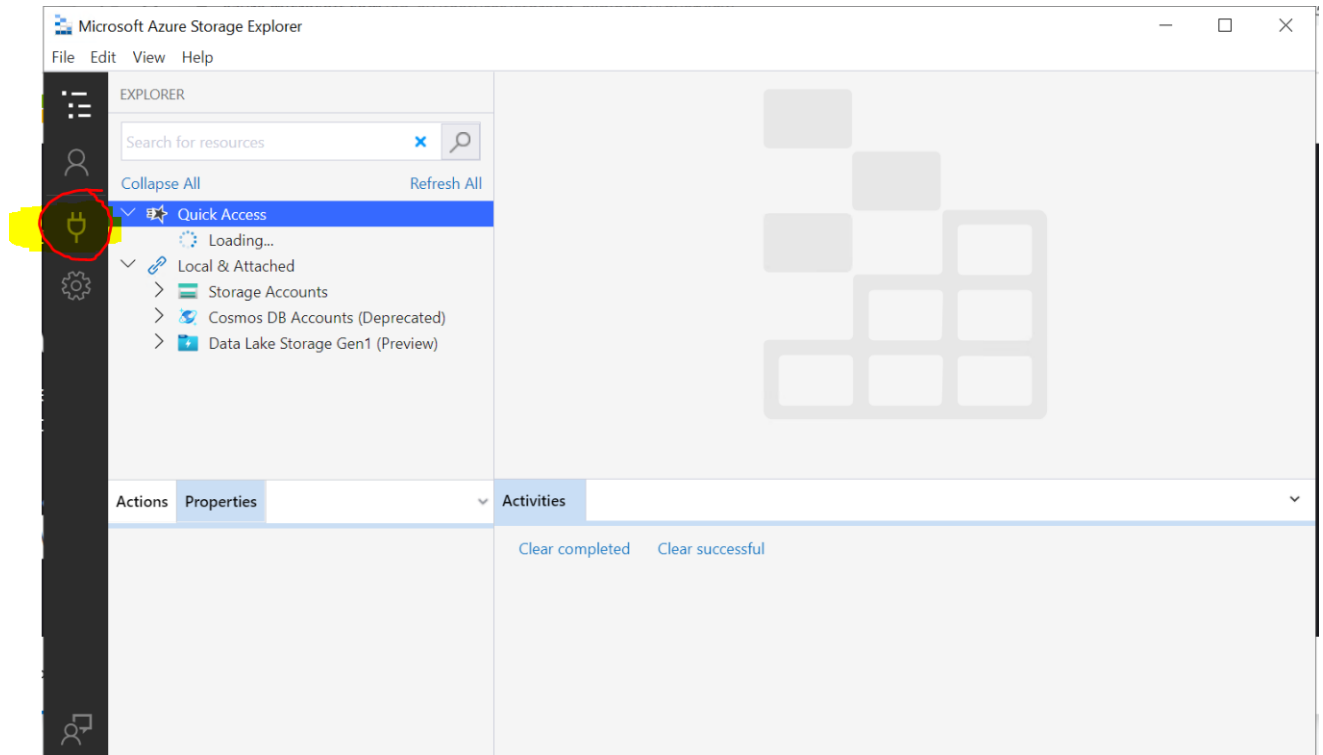 Microsoft Azure Storage Explorer
File Edit View Help
EXPLORER
Search for resources
Collapse All Refresh All
Quick Access
Loading...
Local & Attached
Storage Accounts
Cosmos DB Accounts (Deprecated)
Data Lake Storage Gen1 (Preview)
Actions Properties
Activities
Clear completed Clear successful